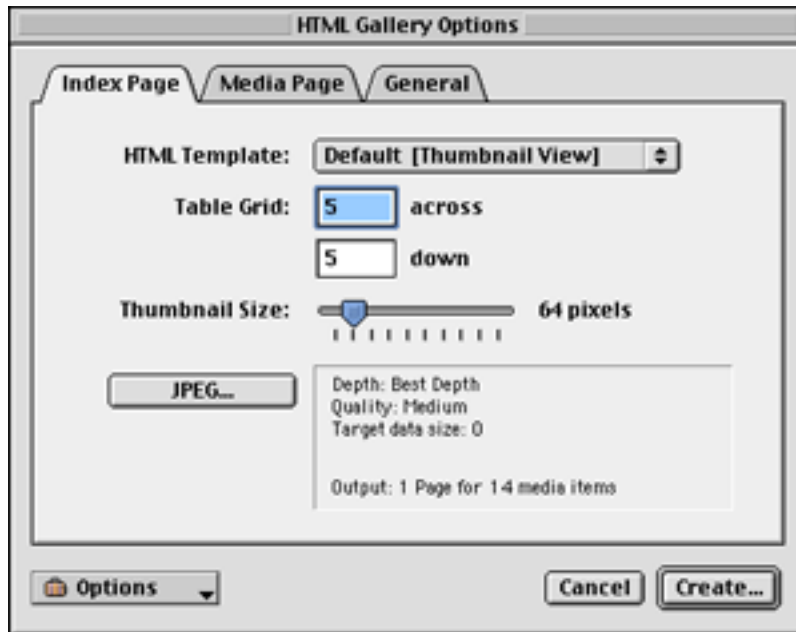 HTML Gallery Options
Index Page Media Page General
HTML Template: Default [Thumbnail View]
Table Grid: 5 across
5 down
Thumbnail Size: 64 pixels
JPEG...
Depth: Best Depth
Quality: Medium
Target data size: 0
Output: 1 Page for 14 media items
Options Cancel Create...